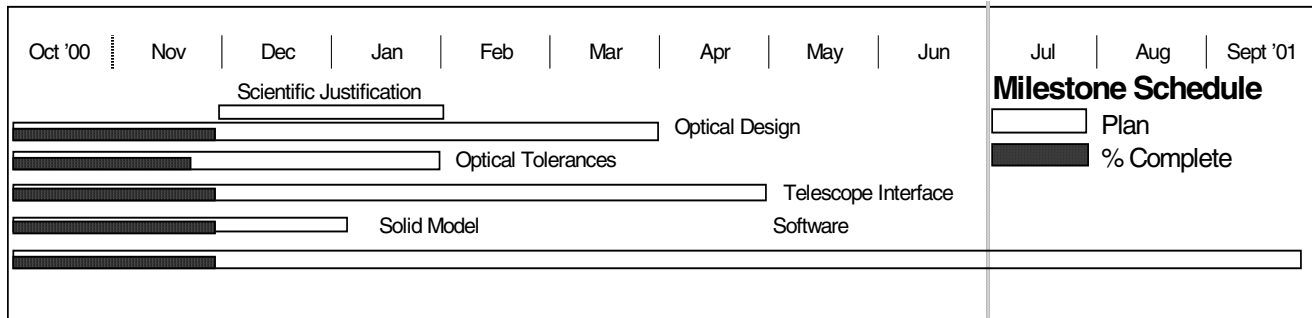 Oct '00 Nov Dec Jan Feb Mar Apr May Jun Jul Aug Sept '01
Scientific Justification
Milestone Schedule
Plan
Optical Design
% Complete
Optical Tolerances
Telescope Interface
Solid Model
Software